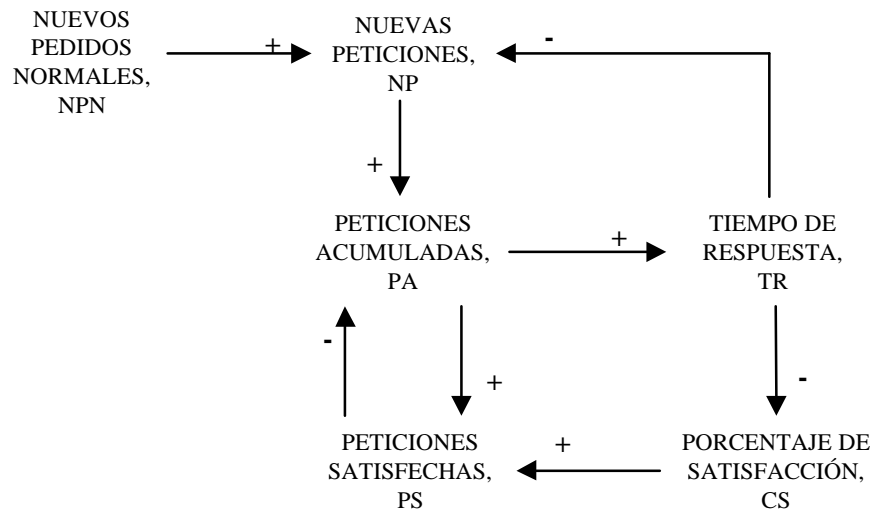 NUEVOS
PEDIDOS
NORMALES,
NPN
+
NUEVAS
PETICIONES,
NP
-
+
PETICIONES
ACUMULADAS,
PA
+
TIEMPO DE
RESPUESTA,
TR
-
+
-
PETICIONES
SATISFECHAS,
PS
+
PORCENTAJE DE
SATISFACCIÓN,
CS